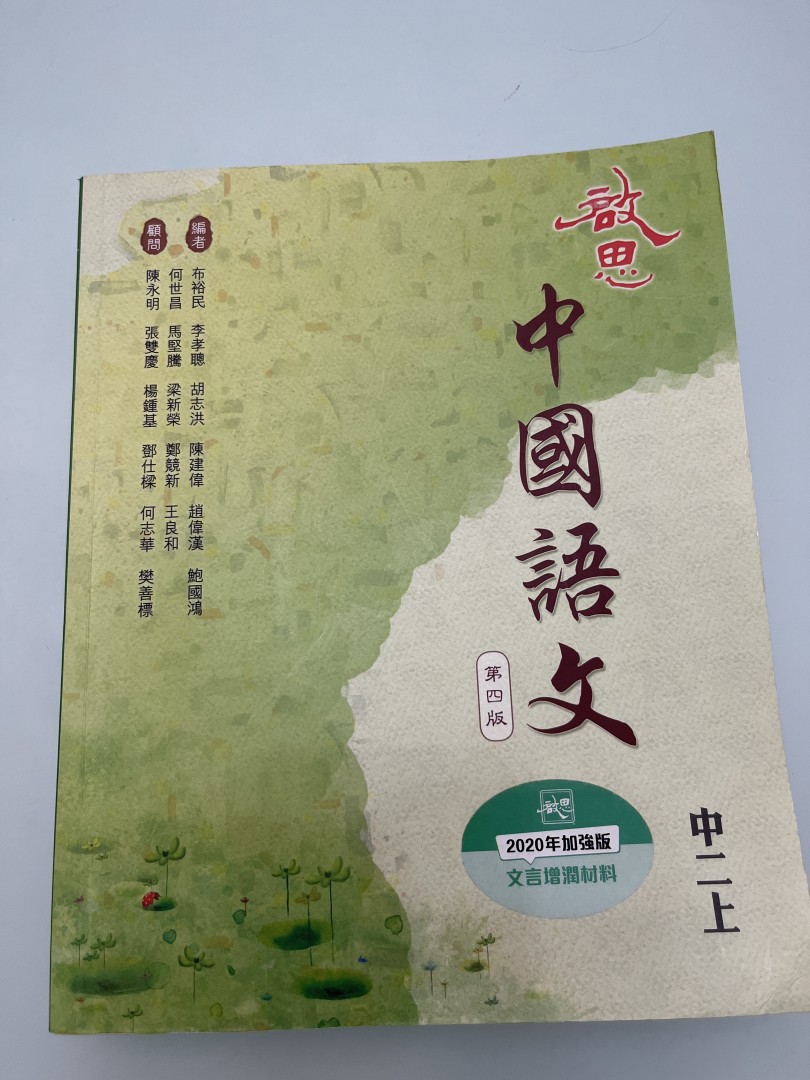 啟思
中國語文
第四版
啟思
2020年加強版
文言增潤材料
中二上
編者
布裕民 李孝聰 胡志洪 陳建偉 趙偉漢 鮑國鴻
何世昌 馬堅騰 梁新榮 鄭競新 王良和
顧問
陳永明 張雙慶 楊鍾基 鄧仕樑 何志華 樊善標